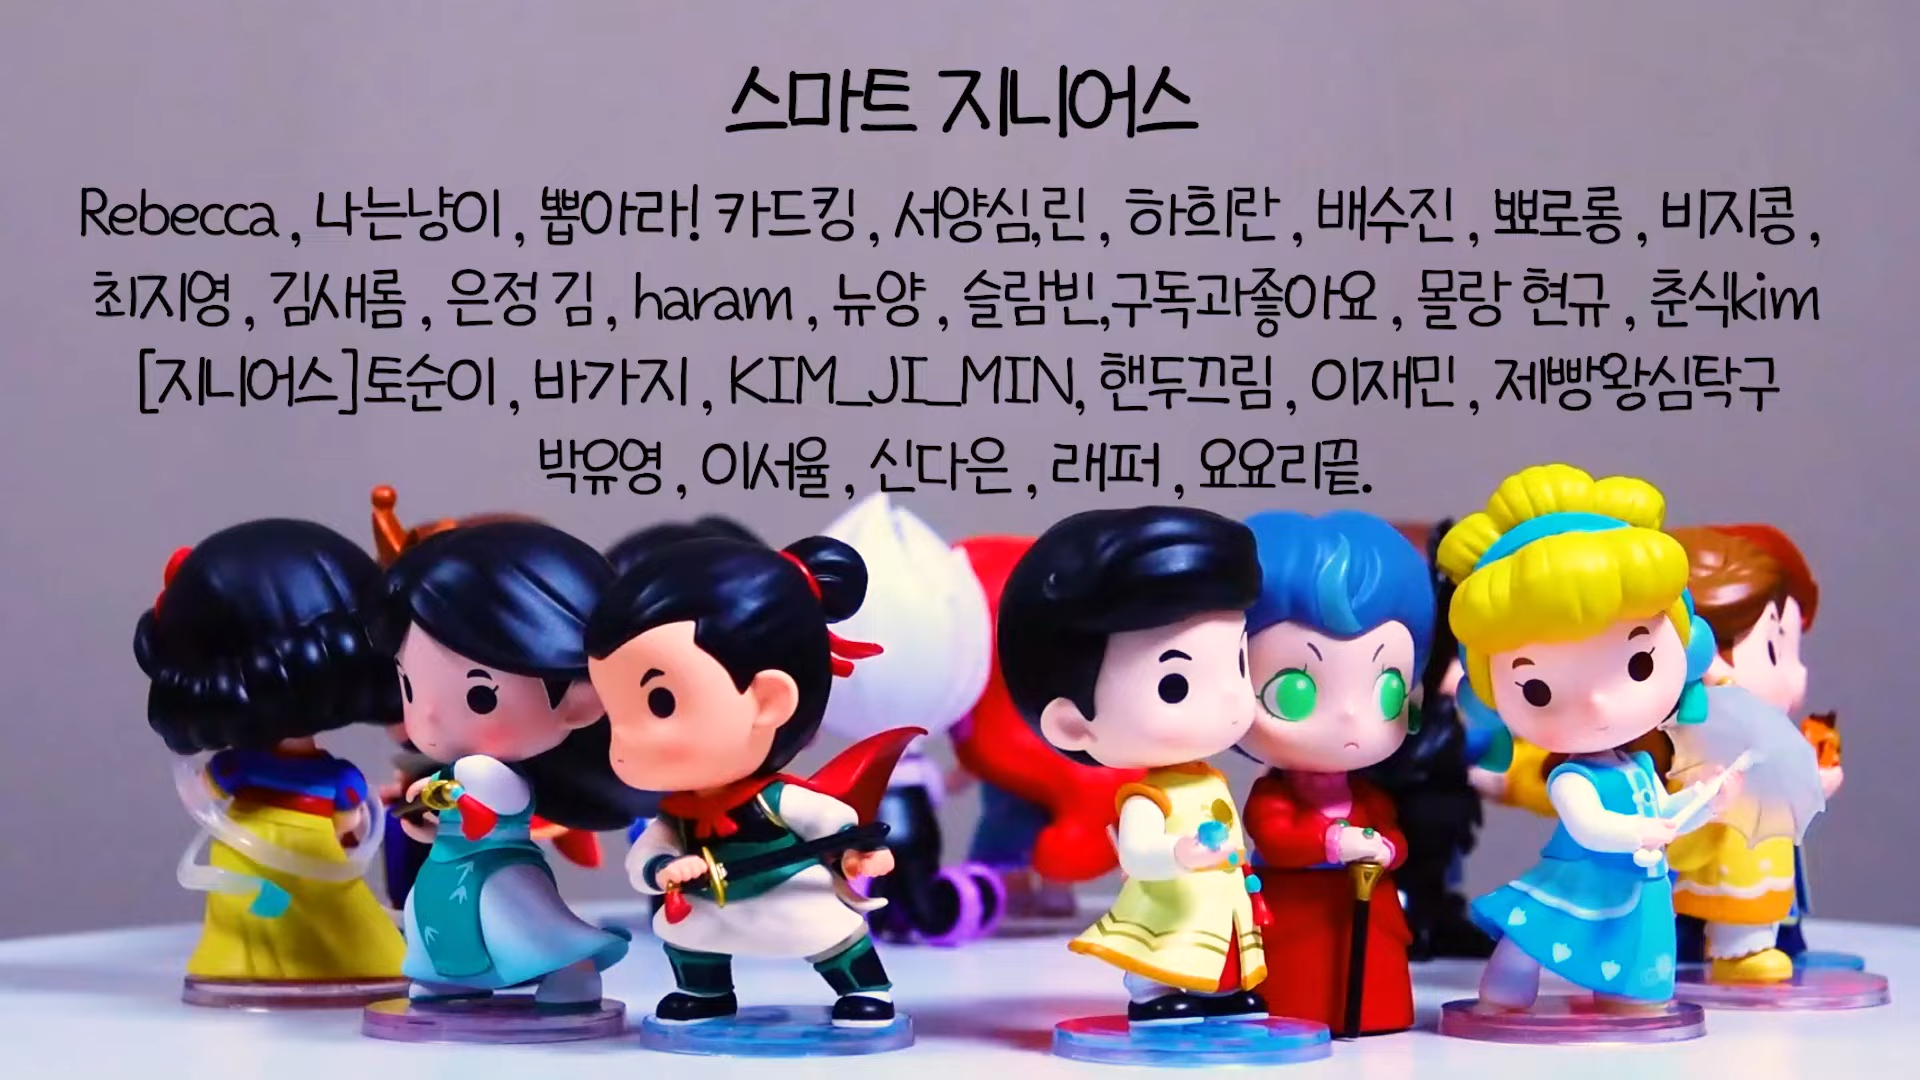 스마트 지니어스
Rebecca , 나는냥이 , 뽑아라! 카드킹 , 서양심,린 , 하희란 , 배수진 , 뽀로롱 , 비지콩 ,
최지영 , 김새롬 , 은정 김 , haram , 뉴양 , 슬람빈,구독과좋아요 , 몰랑 현규 , 춘식kim
[지니어스]토순이 , 바가지 , KIM_JI_MIN, 핸두끄림 , 이재민 , 제빵왕심탁구
박유영 , 이서율 , 신다은 , 래퍼 , 요요리끝.